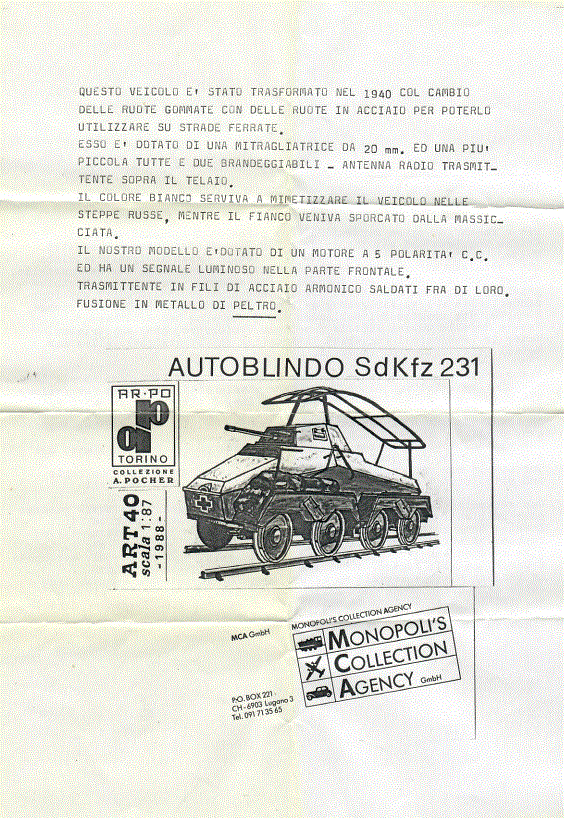 QUESTO VEICOLO E' STATO TRASFORMATO NEL 1940 COL CAMBIO
DELLE RUOTE GOMMATE CON DELLE RUOTE IN ACCIAIO PER POTERLO
UTILIZZARE SU STRADE FERRATE.
ESSO E' DOTATO DI UNA MITRAGLIATRICE DA 20 mm. ED UNA PIU'
PICCOLA TUTTE E DUE BRANDEGGIABILI - ANTENNA RADIO TRASMIT-
TENTE SOPRA IL TELAIO.
IL COLORE BIANCO SERVIVA A MIMETIZZARE IL VEICOLO NELLE
STEPPE RUSSE, MENTRE IL FIANCO VENIVA SPORCATO DALLA MASSIC-
CIATA.
IL NOSTRO MODELLO E'DOTATO DI UN MOTORE A 5 POLARITA' C.C.
ED HA UN SEGNALE LUMINOSO NELLA PARTE FRONTALE.
TRASMITTENTE IN FILI DI ACCIAIO ARMONICO SALDATI FRA DI LORO.
FUSIONE IN METALLO DI PELTRO.
AUTOBLINDO SdKfz 231
AR·PO
ap
TORINO
COLLEZIONE
A. POCHER
ART 40
scala 1:87
-1988-
MCA GmbH
MONOPOLI'S COLLECTION AGENCY
MONOPOLI'S
COLLECTION
AGENCY GmbH
P.O. BOX 221
CH-6903 Lugano 3
Tel. 091 71 35 65